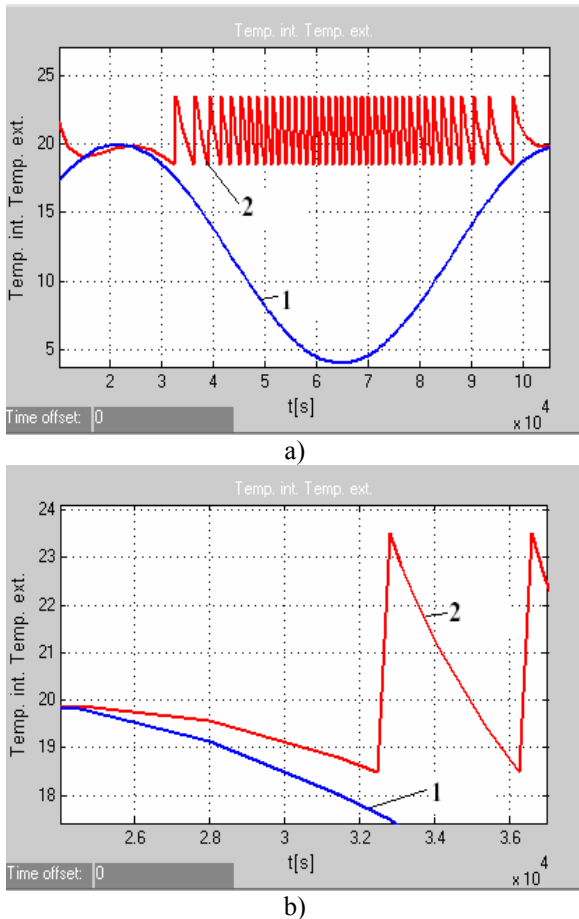 Temp. int. Temp. ext.
25
20
15
10
5
Temp. int. Temp. ext.
2
1
2 3 4 5 6 7 8 9 10
t[s]
x 10^4
Time offset: 0
a)
Temp. int. Temp. ext.
24
23
22
21
20
19
18
Temp. int. Temp. ext.
2
1
2.6 2.8 3 3.2 3.4 3.6
t[s]
x 10^4
Time offset: 0
b)